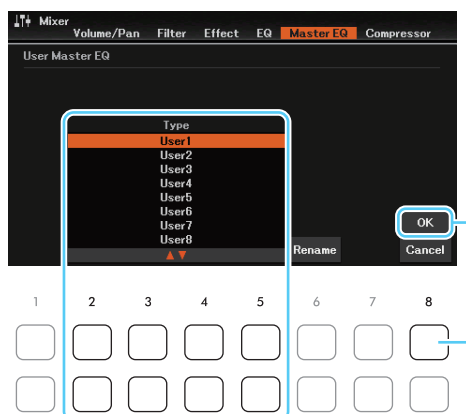 Mixer
Volume/Pan Filter Effect EQ Master EQ Compressor
User Master EQ
Type
User1
User2
User3
User4
User5
User6
User7
User8
OK
Rename Cancel
1 2 3 4 5 6 7 8